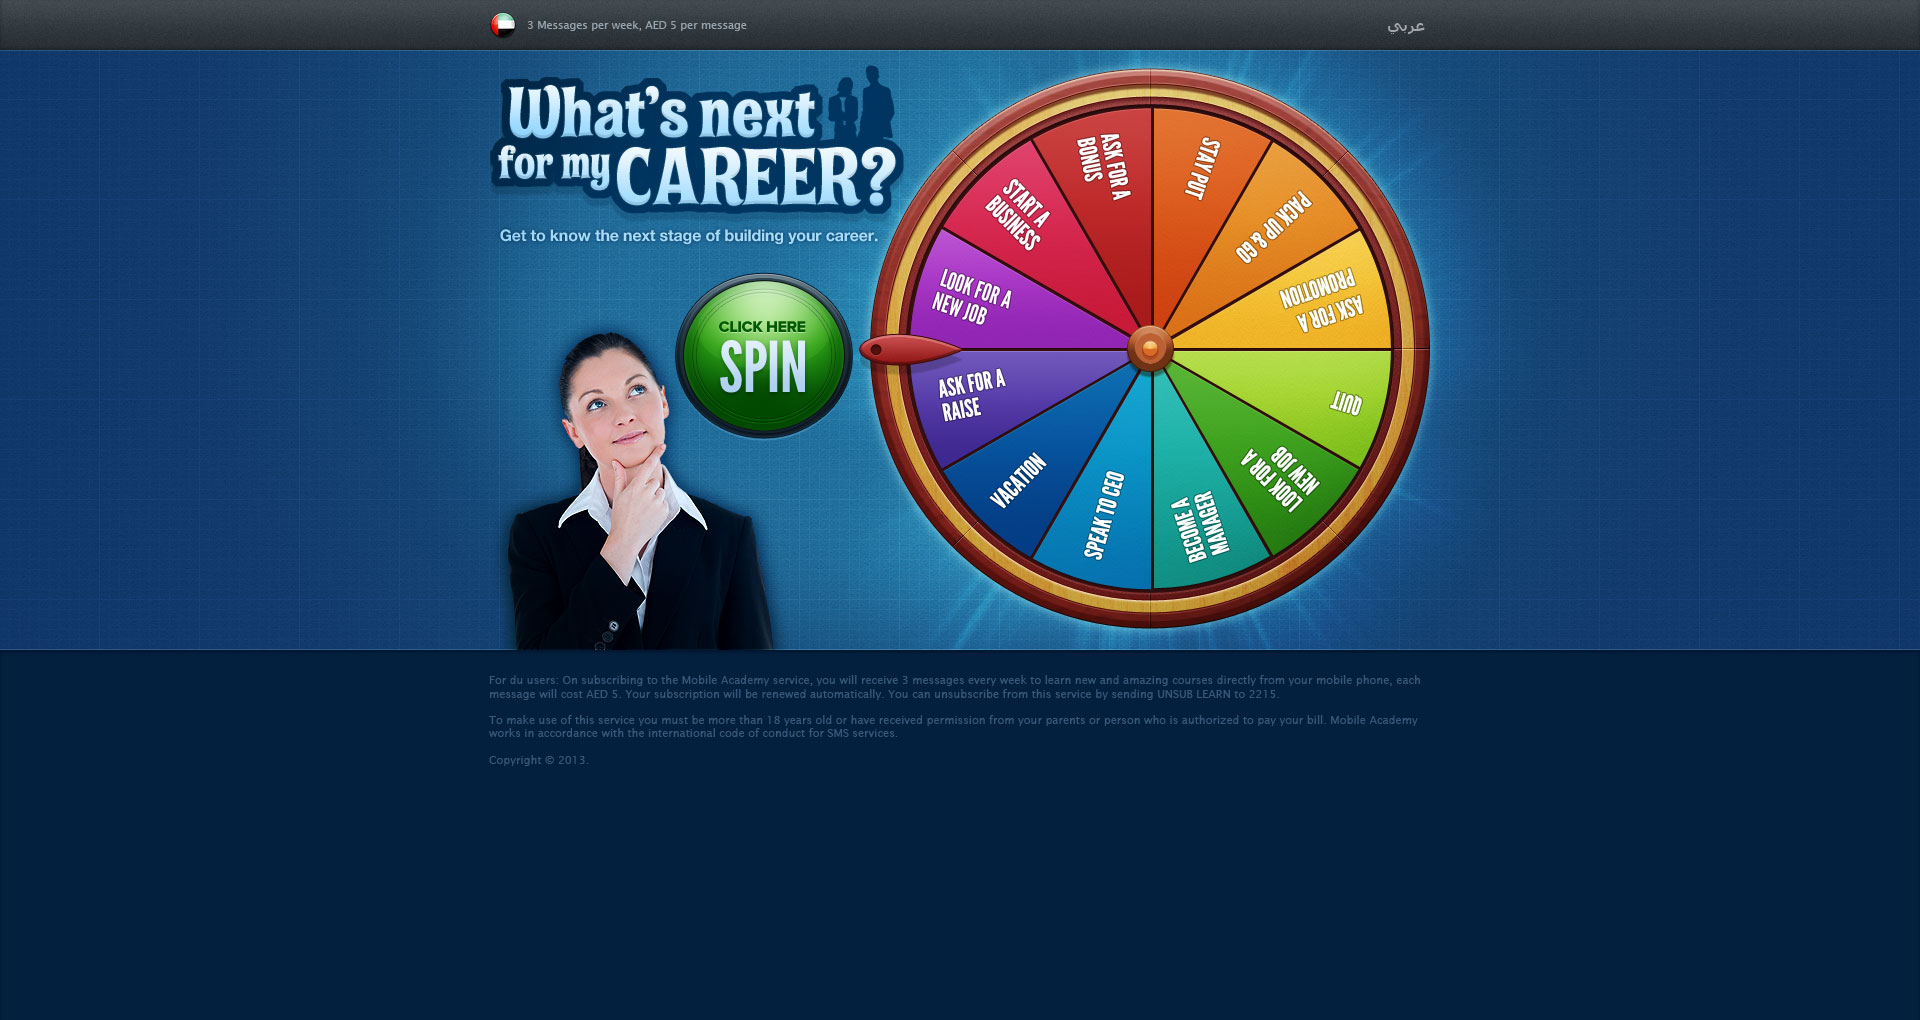 3 Messages per week, AED 5 per message
عربي
What's next
for my CAREER?
Get to know the next stage of building your career.
CLICK HERE
SPIN
STAY PUT
PACK UP & GO
ASK FOR A
PROMOTION
QUIT
LOOK FOR A
NEW JOB
BECOME A
MANAGER
SPEAK TO CEO
VACATION
ASK FOR A
RAISE
LOOK FOR A
NEW JOB
START A
BUSINESS
ASK FOR A
BONUS
For du users: On subscribing to the Mobile Academy service, you will receive 3 messages every week to learn new and amazing courses directly from your mobile phone, each
message will cost AED 5. Your subscription will be renewed automatically. You can unsubscribe from this service by sending UNSUB LEARN to 2215.
To make use of this service you must be more than 18 years old or have received permission from your parents or person who is authorized to pay your bill. Mobile Academy
works in accordance with the international code of conduct for SMS services.
Copyright © 2013.